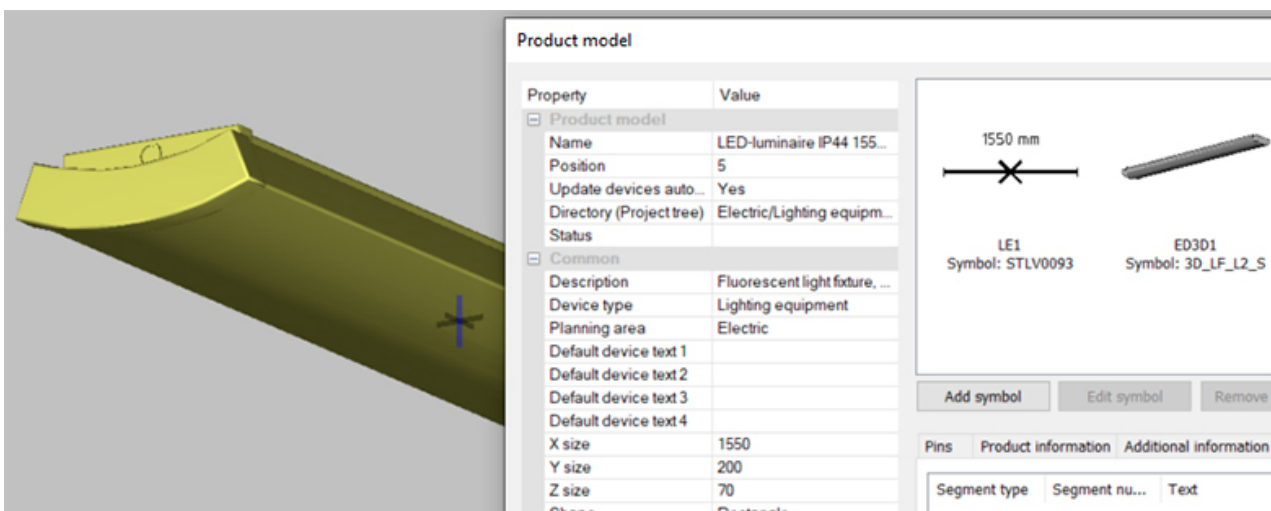 Product model
Property Value
Product model
Name LED-luminaire IP44 155...
Position 5
Update devices auto... Yes
Directory (Project tree) Electric/Lighting equipm...
Status
Common
Description Fluorescent light fixture, ...
Device type Lighting equipment
Planning area Electric
Default device text 1
Default device text 2
Default device text 3
Default device text 4
X size 1550
Y size 200
Z size 70
1550 mm
LE1
Symbol: STLV0093
ED3D1
Symbol: 3D_LF_L2_S
Add symbol Edit symbol Remove
Pins Product information Additional information
Segment type Segment nu... Text